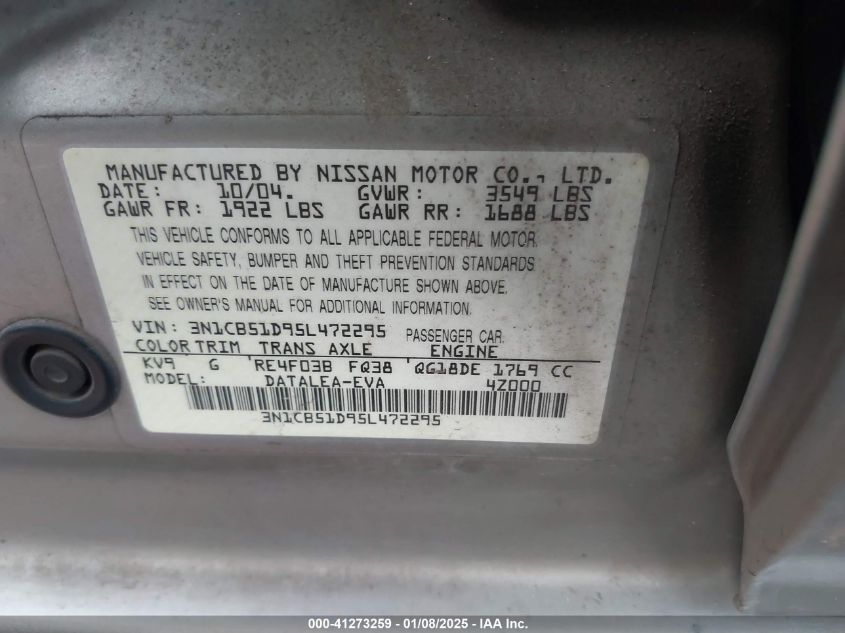 MANUFACTURED BY NISSAN MOTOR CO., LTD.
DATE: 10/04. GVWR: 3549 LBS
GAWR FR: 1922 LBS GAWR RR: 1688 LBS
THIS VEHICLE CONFORMS TO ALL APPLICABLE FEDERAL MOTOR
VEHICLE SAFETY, BUMPER AND THEFT PREVENTION STANDARDS
IN EFFECT ON THE DATE OF MANUFACTURE SHOWN ABOVE.
SEE OWNER'S MANUAL FOR ADDITIONAL INFORMATION.
VIN: 3N1CB51D95L472295 PASSENGER CAR
COLOR TRIM TRANS AXLE ENGINE
KV9 G RE4F03B FQ38 QG18DE 1769 CC
MODEL: DATALEA-EVA 4Z000
3N1CB51D95L472295
000-41273259 - 01/08/2025 - IAA Inc.